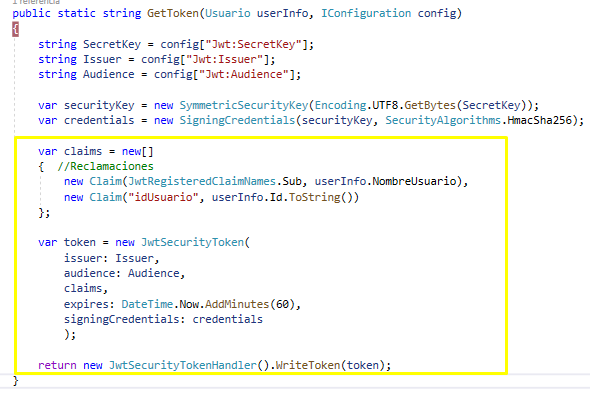 1 referencia
public static string GetToken(Usuario userInfo, IConfiguration config)
{
string SecretKey = config["Jwt:SecretKey"];
string Issuer = config["Jwt:Issuer"];
string Audience = config["Jwt:Audience"];
var securityKey = new SymmetricSecurityKey(Encoding.UTF8.GetBytes(SecretKey));
var credentials = new SigningCredentials(securityKey, SecurityAlgorithms.HmacSha256);
var claims = new[]
{ //Reclamaciones
new Claim(JwtRegisteredClaimNames.Sub, userInfo.NombreUsuario),
new Claim("idUsuario", userInfo.Id.ToString())
};
var token = new JwtSecurityToken(
issuer: Issuer,
audience: Audience,
claims,
expires: DateTime.Now.AddMinutes(60),
signingCredentials: credentials
);
return new JwtSecurityTokenHandler().WriteToken(token);
}